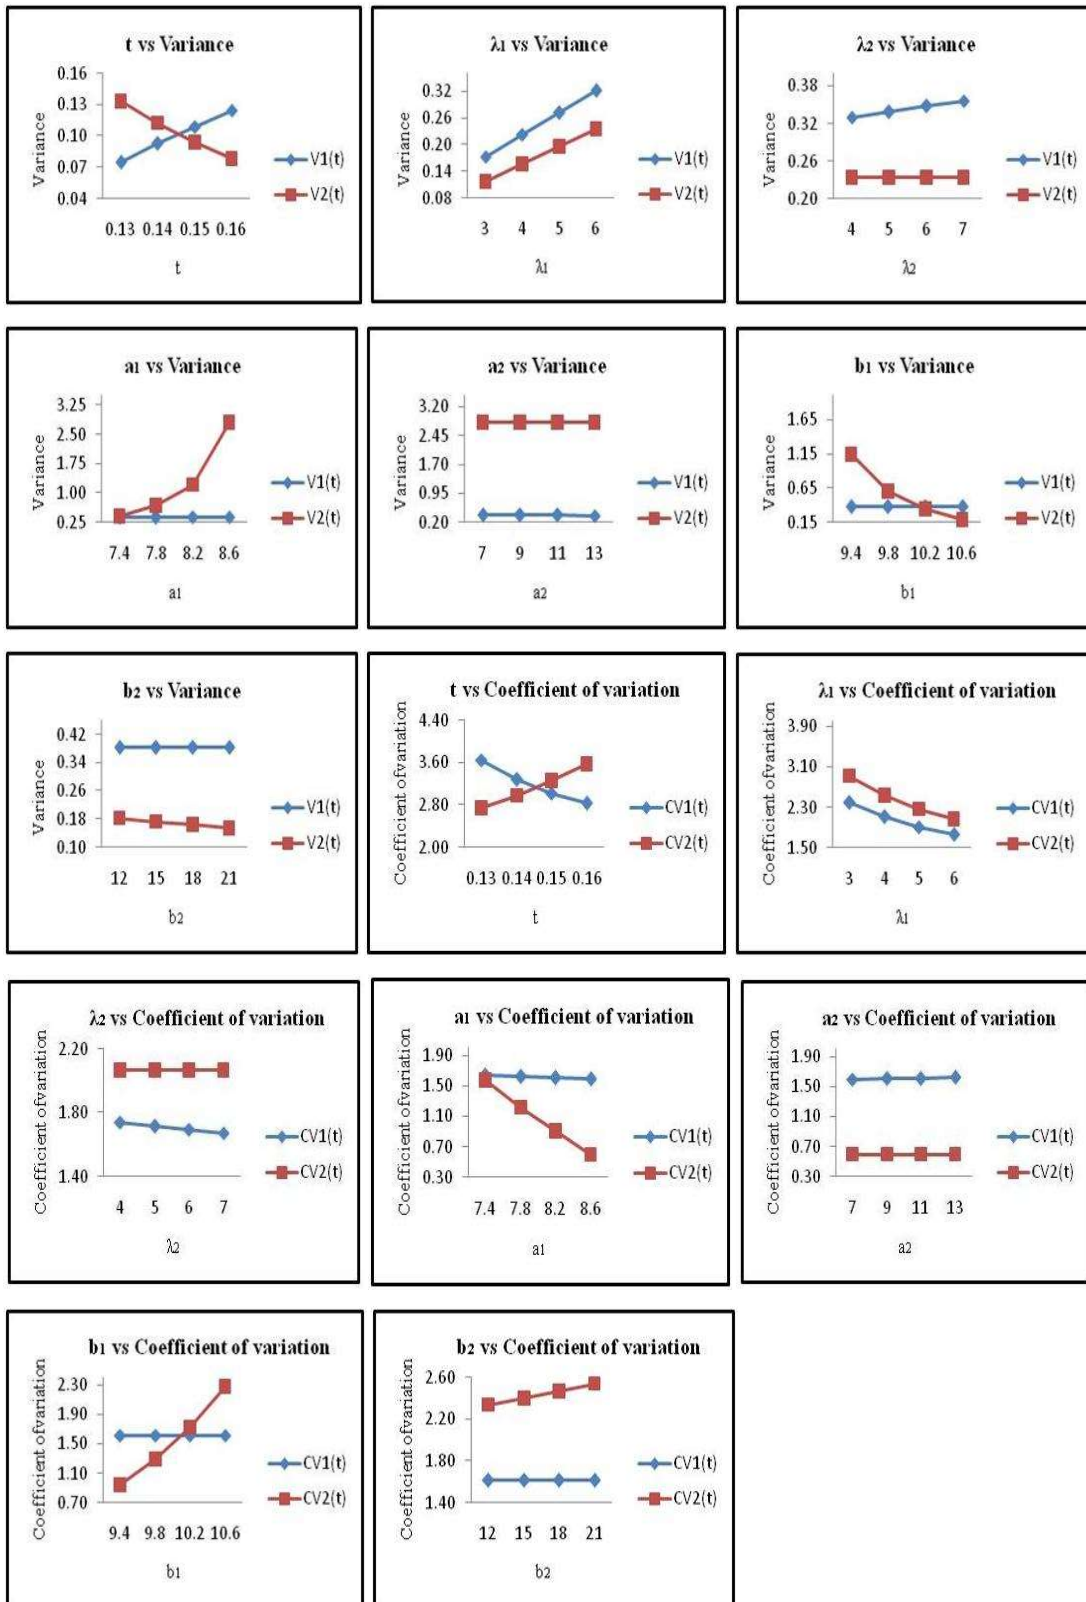 t vs Variance
0.16
0.13
0.10
0.07
0.04
Variance
0.13 0.14 0.15 0.16
t
V1(t)
V2(t)
λ1 vs Variance
0.32
0.26
0.20
0.14
0.08
Variance
3 4 5 6
λ1
V1(t)
V2(t)
λ2 vs Variance
0.38
0.32
0.26
0.20
Variance
4 5 6 7
λ2
V1(t)
V2(t)
a1 vs Variance
3.25
2.50
1.75
1.00
0.25
Variance
7.4 7.8 8.2 8.6
a1
V1(t)
V2(t)
a2 vs Variance
3.20
2.45
1.70
0.95
0.20
Variance
7 9 11 13
a2
V1(t)
V2(t)
b1 vs Variance
1.65
1.15
0.65
0.15
Variance
9.4 9.8 10.2 10.6
b1
V1(t)
V2(t)
b2 vs Variance
0.42
0.34
0.26
0.18
0.10
Variance
12 15 18 21
b2
V1(t)
V2(t)
t vs Coefficient of variation
4.40
3.60
2.80
2.00
Coefficient ofvariation
0.13 0.14 0.15 0.16
t
CV1(t)
CV2(t)
λ1 vs Coefficient of variation
3.90
3.10
2.30
1.50
Coefficient ofvariation
3 4 5 6
λ1
CV1(t)
CV2(t)
λ2 vs Coefficient of variation
2.20
1.80
1.40
Coefficient ofvariation
4 5 6 7
λ2
CV1(t)
CV2(t)
a1 vs Coefficient of variation
1.90
1.50
1.10
0.70
0.30
Coefficient ofvariation
7.4 7.8 8.2 8.6
a1
CV1(t)
CV2(t)
a2 vs Coefficient of variation
1.90
1.50
1.10
0.70
0.30
Coefficient ofvariation
7 9 11 13
a2
CV1(t)
CV2(t)
b1 vs Coefficient of variation
2.30
1.90
1.50
1.10
0.70
Coefficient ofvariation
9.4 9.8 10.2 10.6
b1
CV1(t)
CV2(t)
b2 vs Coefficient of variation
2.60
2.20
1.80
1.40
Coefficient ofvariation
12 15 18 21
b2
CV1(t)
CV2(t)